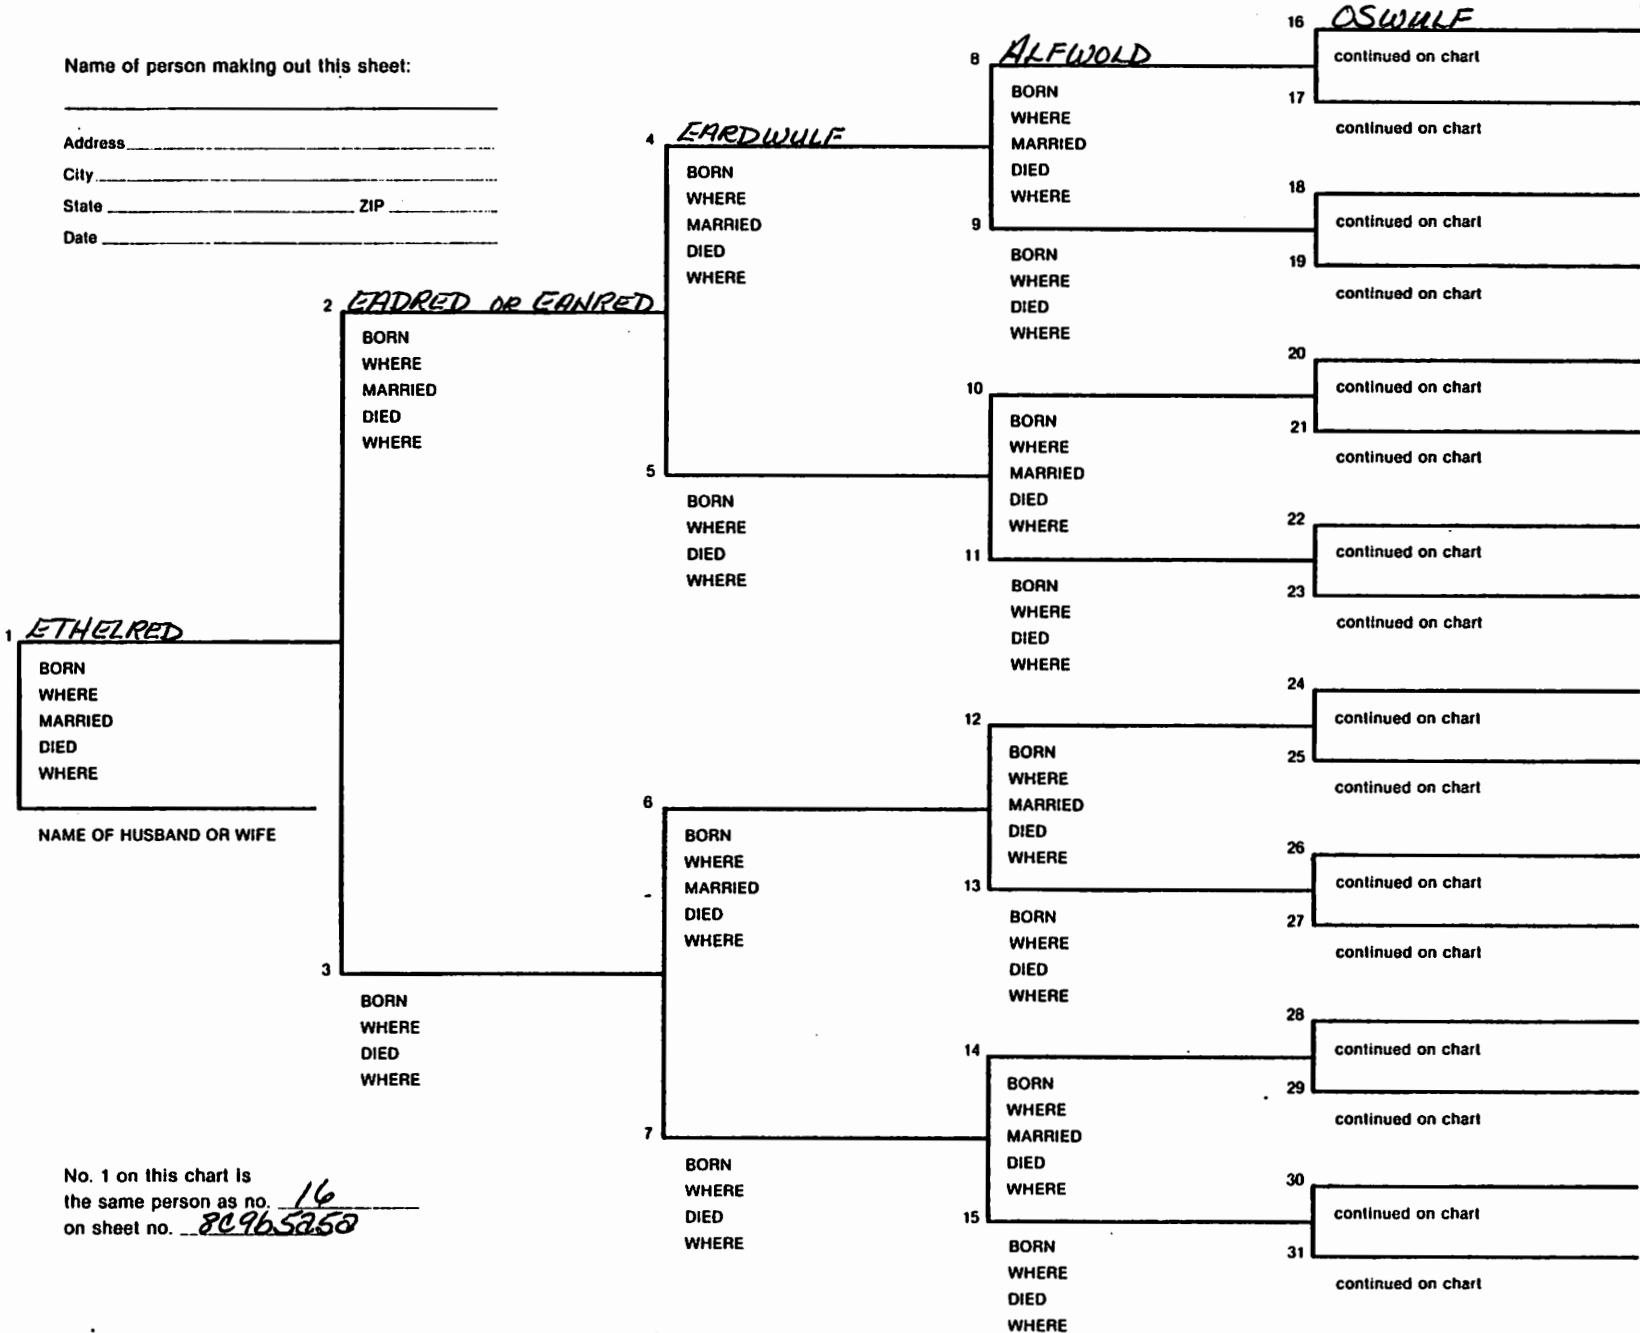 Name of person making out this sheet:
Address
City
State ZIP
Date
1 ETHELRED
BORN
WHERE
MARRIED
DIED
WHERE
NAME OF HUSBAND OR WIFE
No. 1 on this chart is
the same person as no. 16
on sheet no.
2 EADRED OR EANRED
BORN
WHERE
MARRIED
DIED
WHERE
3
BORN
WHERE
DIED
WHERE
4 EARDWULF
BORN
WHERE
MARRIED
DIED
WHERE
5
BORN
WHERE
DIED
WHERE
6
BORN
WHERE
MARRIED
DIED
WHERE
7
BORN
WHERE
DIED
WHERE
8 ALFWOLD
BORN
WHERE
MARRIED
DIED
WHERE
9
BORN
WHERE
DIED
WHERE
10
BORN
WHERE
MARRIED
DIED
WHERE
11
BORN
WHERE
DIED
WHERE
12
BORN
WHERE
MARRIED
DIED
WHERE
13
BORN
WHERE
DIED
WHERE
14
BORN
WHERE
MARRIED
DIED
WHERE
15
BORN
WHERE
DIED
WHERE
16 OSWULF
continued on chart
17
continued on chart
18
continued on chart
19
continued on chart
20
continued on chart
21
continued on chart
22
continued on chart
23
continued on chart
24
continued on chart
25
continued on chart
26
continued on chart
27
continued on chart
28
continued on chart
29
continued on chart
30
continued on chart
31
continued on chart